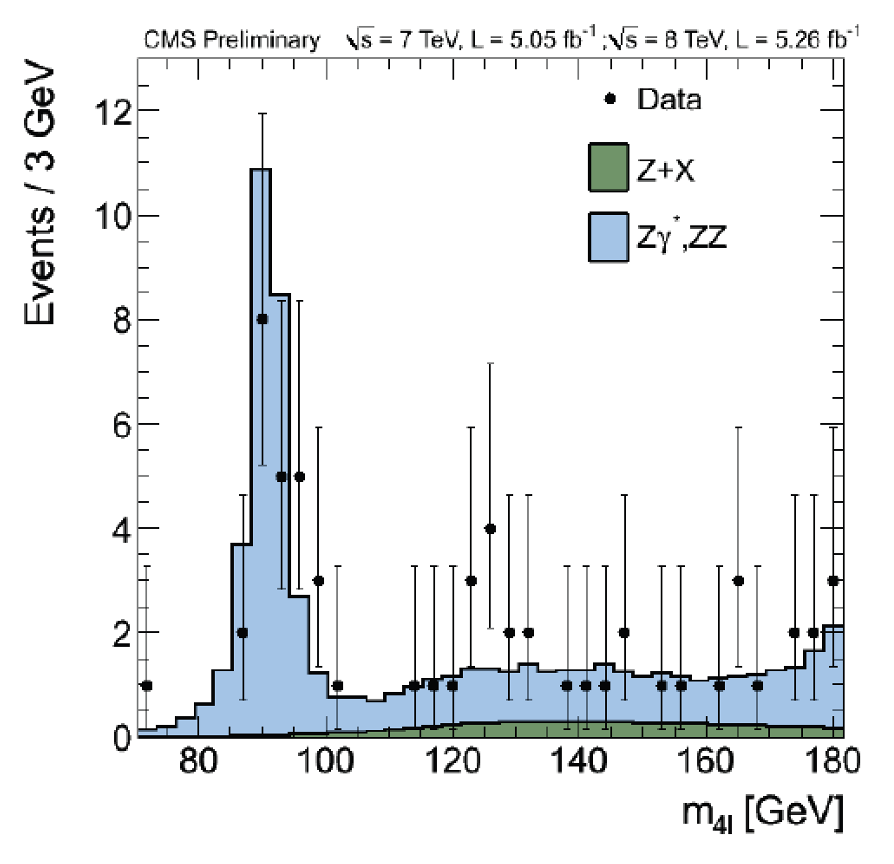 CMS Preliminary √s = 7 TeV, L = 5.05 fb⁻¹ ;√s = 8 TeV, L = 5.26 fb⁻¹
Events / 3 GeV
12
10
8
6
4
2
0
Data
Z+X
Zγ*,ZZ
80 100 120 140 160 180
m4l [GeV]